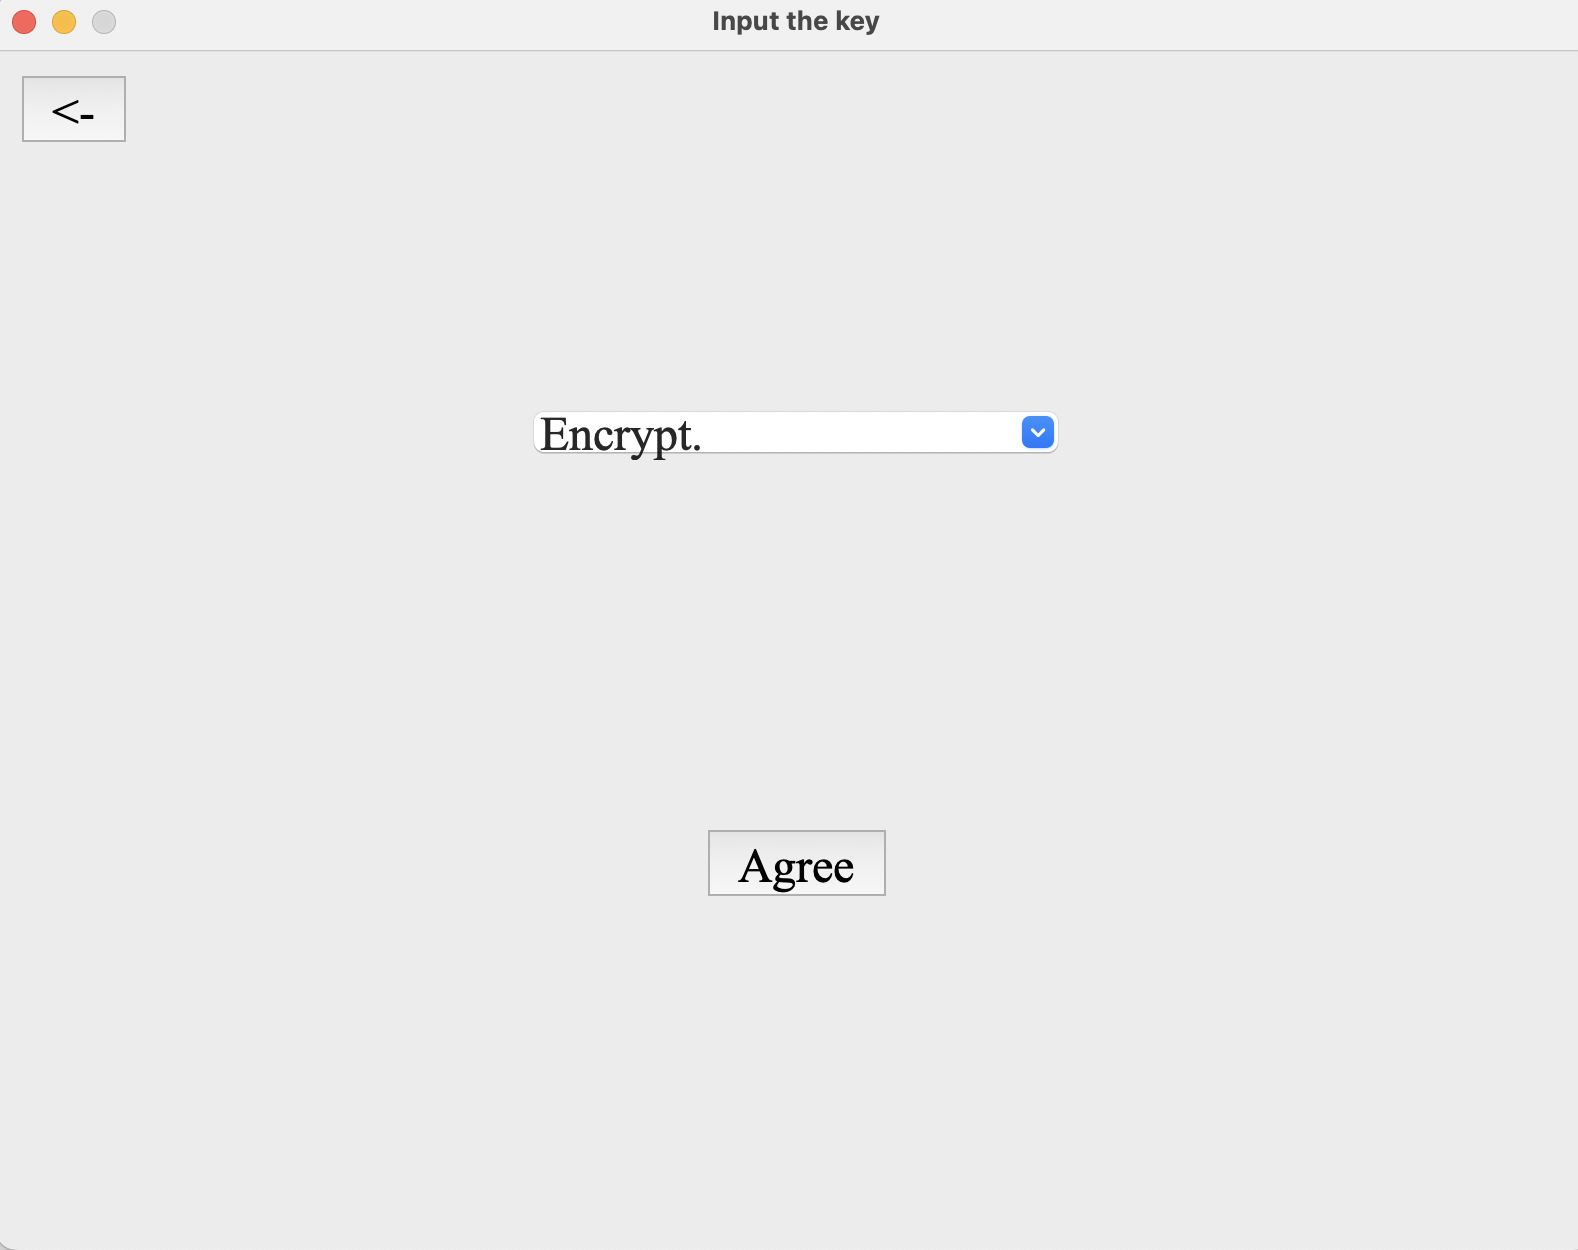 Input the key
<-
Encrypt.
Agree